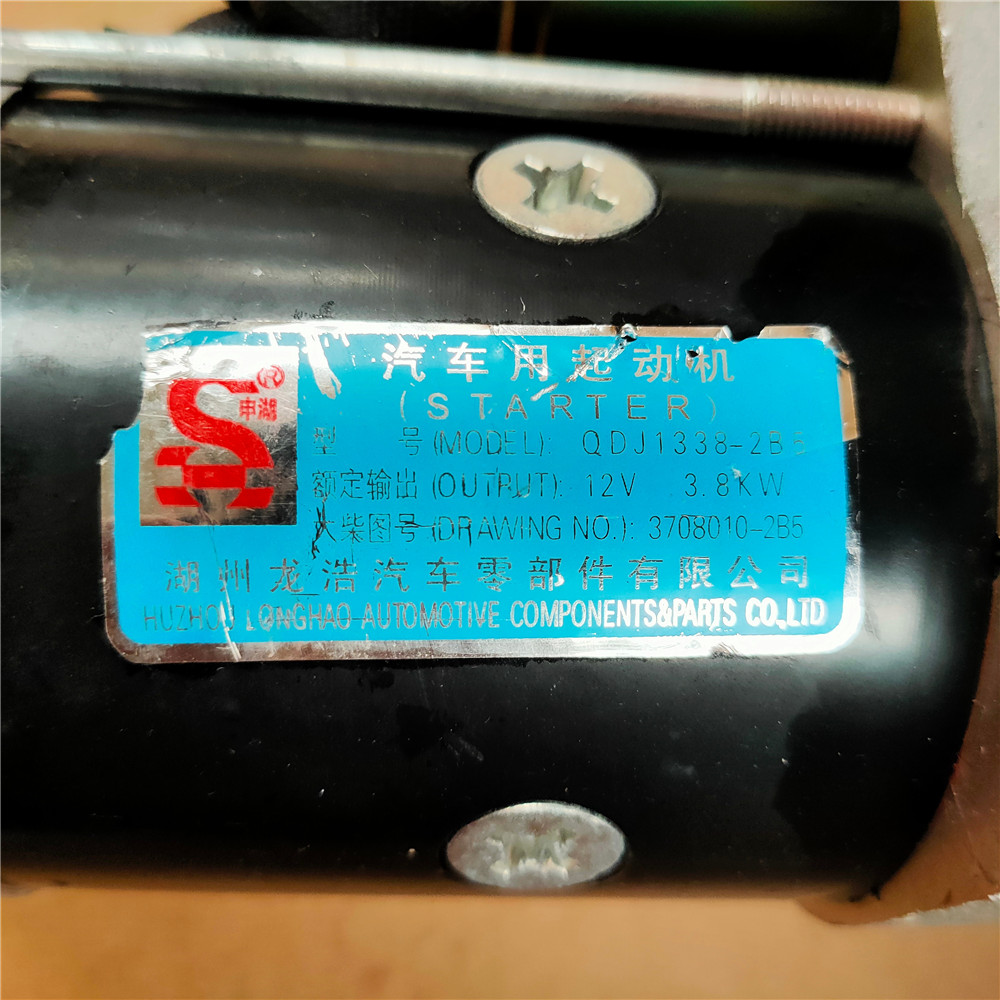 申湖®
汽车用起动机
(STARTER)
型 号(MODEL): QDJ1338-2B5
额定输出(OUTPUT): 12V 3.8KW
大柴图号(DRAWING NO.): 3708010-2B5
湖州龙浩汽车零部件有限公司
HUZHOU LONGHAO AUTOMOTIVE COMPONENTS&PARTS CO.,LTD